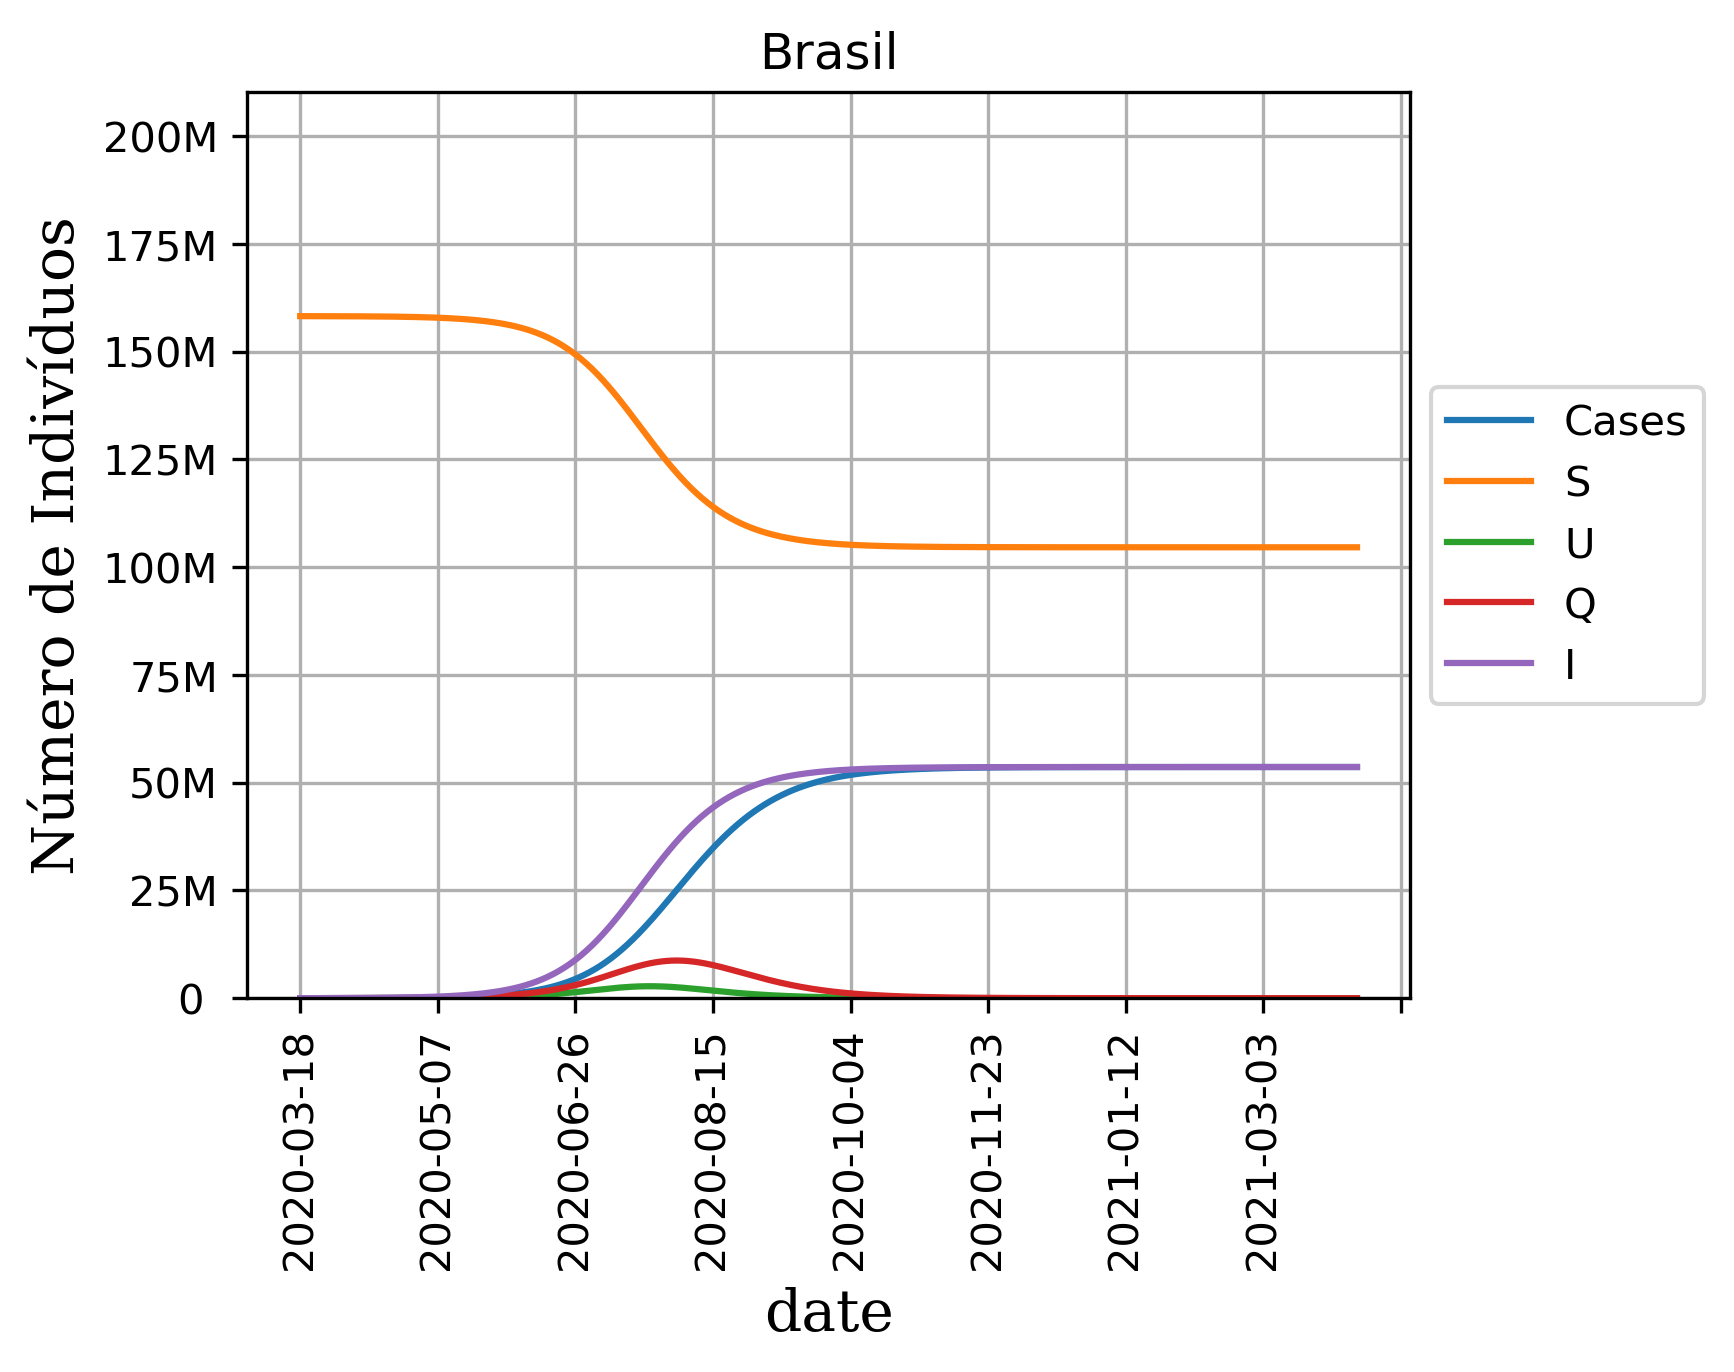 Brasil
Número de Indivíduos
200M
175M
150M
125M
100M
75M
50M
25M
0
2020-03-18
2020-05-07
2020-06-26
2020-08-15
2020-10-04
2020-11-23
2021-01-12
2021-03-03
date
Cases
S
U
Q
I